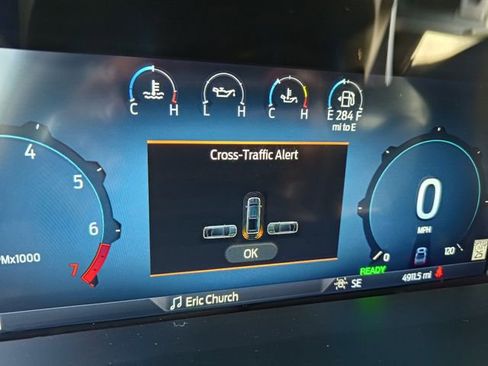 C H L H C H E 284 F
mi to E
4
5
6
7
PMx1000
Cross-Traffic Alert
OK
0
MPH
0 120
READY
SE 4911.5 mi
Eric Church